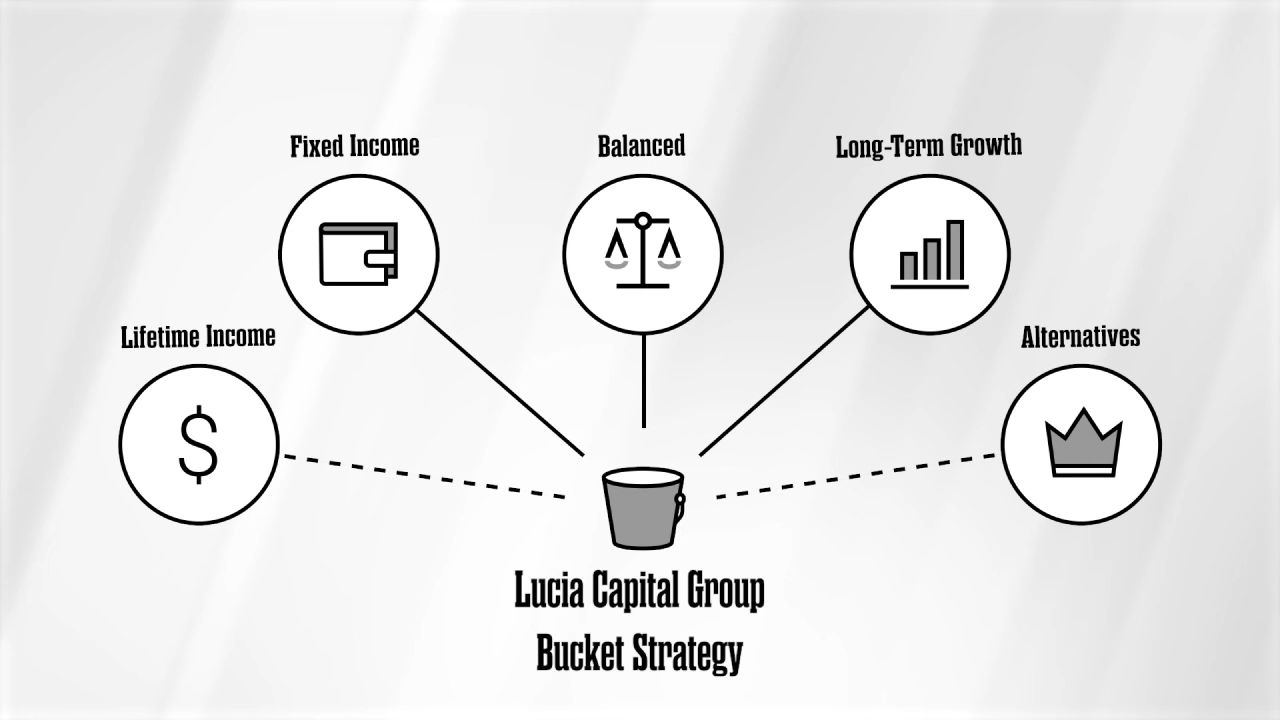 Fixed Income
Balanced
Long-Term Growth
Lifetime Income
$
Alternatives
Lucia Capital Group
Bucket Strategy